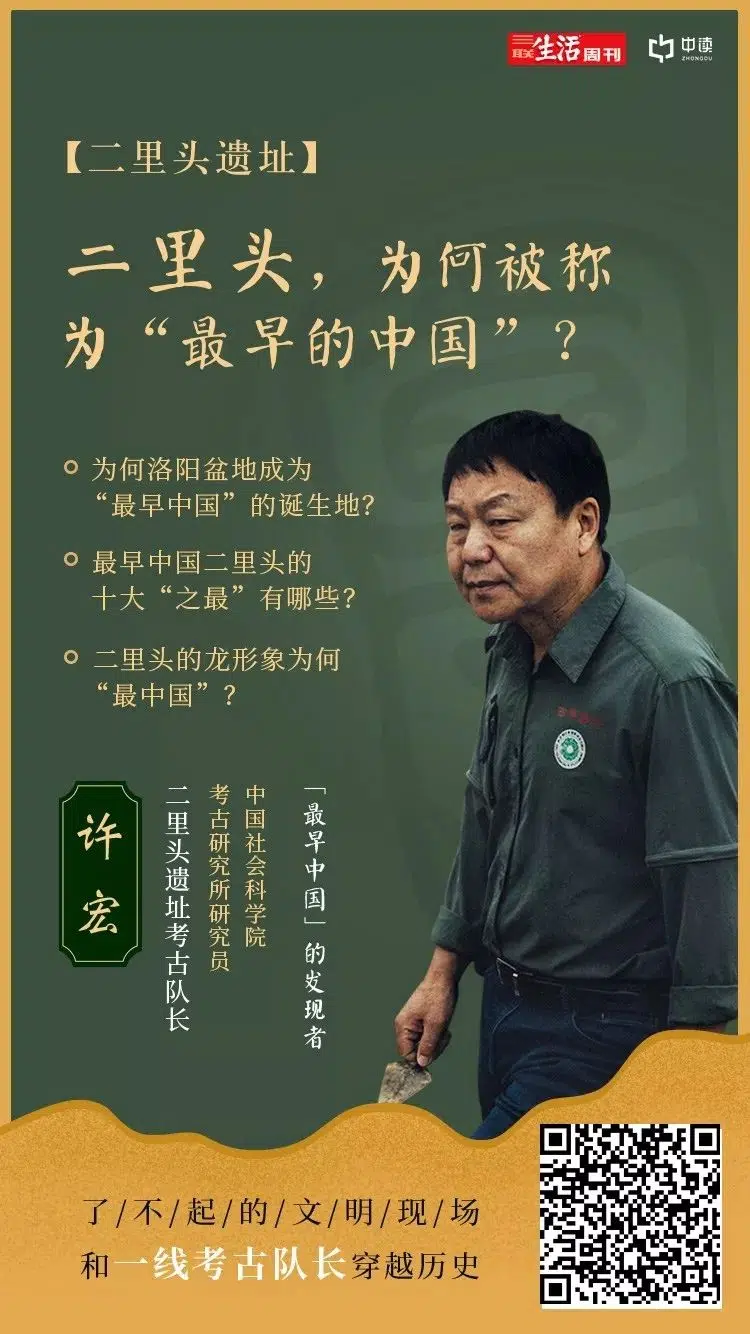 三联生活周刊
中读
ZHONGDU
【二里头遗址】
二里头，为何被称
为“最早的中国”？
为何洛阳盆地成为
“最早中国”的诞生地？
最早中国二里头的
十大“之最”有哪些？
二里头的龙形象为何
“最中国”？
「最早中国」的发现者
中国社会科学院
考古研究所研究员
二里头遗址考古队长
许宏
了/不/起/的/文/明/现/场
和一线考古队长穿越历史